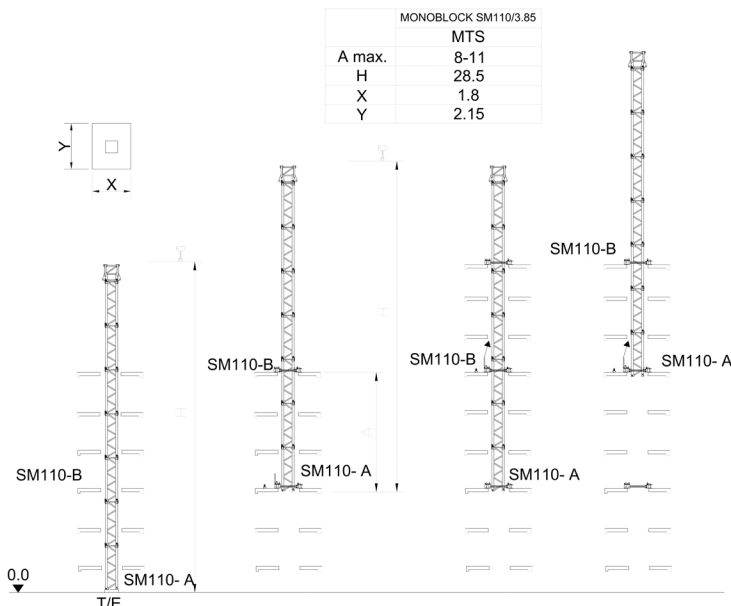 MONOBLOCK SM110/3.85
MTS
A max. 8-11
H 28.5
X 1.8
Y 2.15
Y
X
SM110-B
H
SM110-B
A
H
SM110- A
A
SM110-B
A
SM110- A
SM110-B
A
SM110- A
SM110- A
0.0
T/E